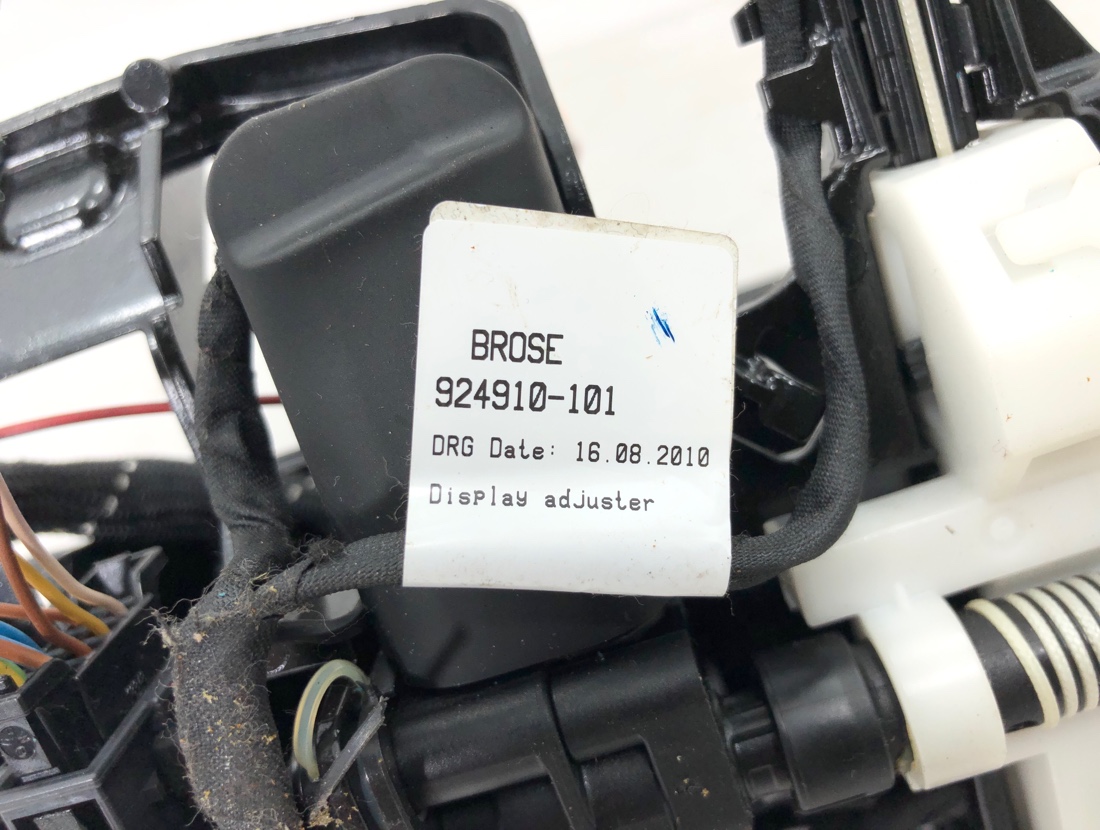 BROSE
924910-101
DRG Date: 16.08.2010
Display adjuster